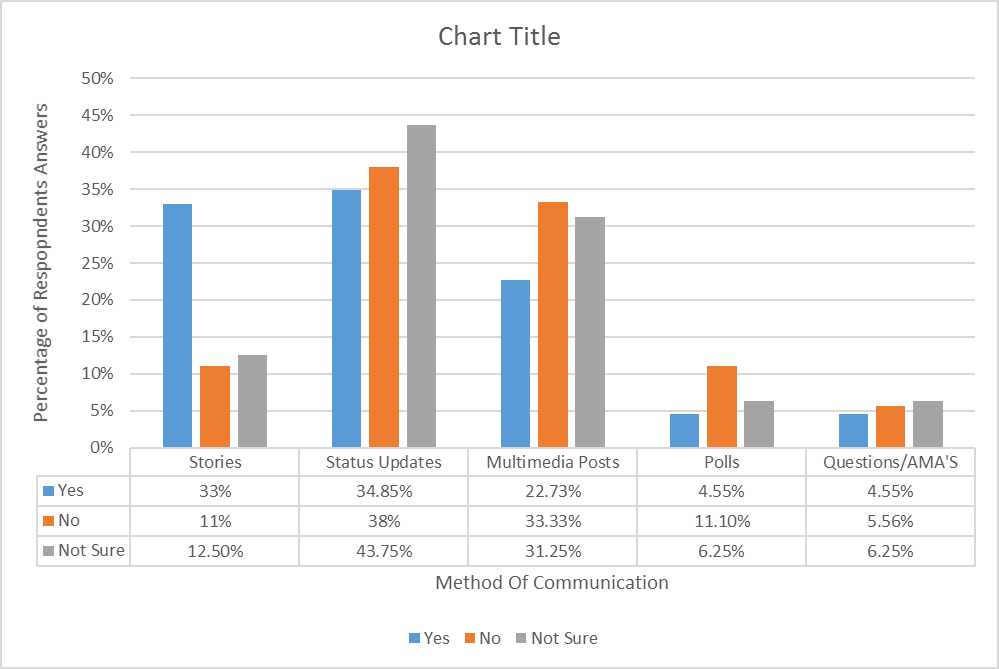 Chart Title
Percentage of Respopndents Answers
50%
45%
40%
35%
30%
25%
20%
15%
10%
5%
0%
Stories Status Updates Multimedia Posts Polls Questions/AMA'S
Yes 33% 34.85% 22.73% 4.55% 4.55%
No 11% 38% 33.33% 11.10% 5.56%
Not Sure 12.50% 43.75% 31.25% 6.25% 6.25%
Method Of Communication
Yes No Not Sure